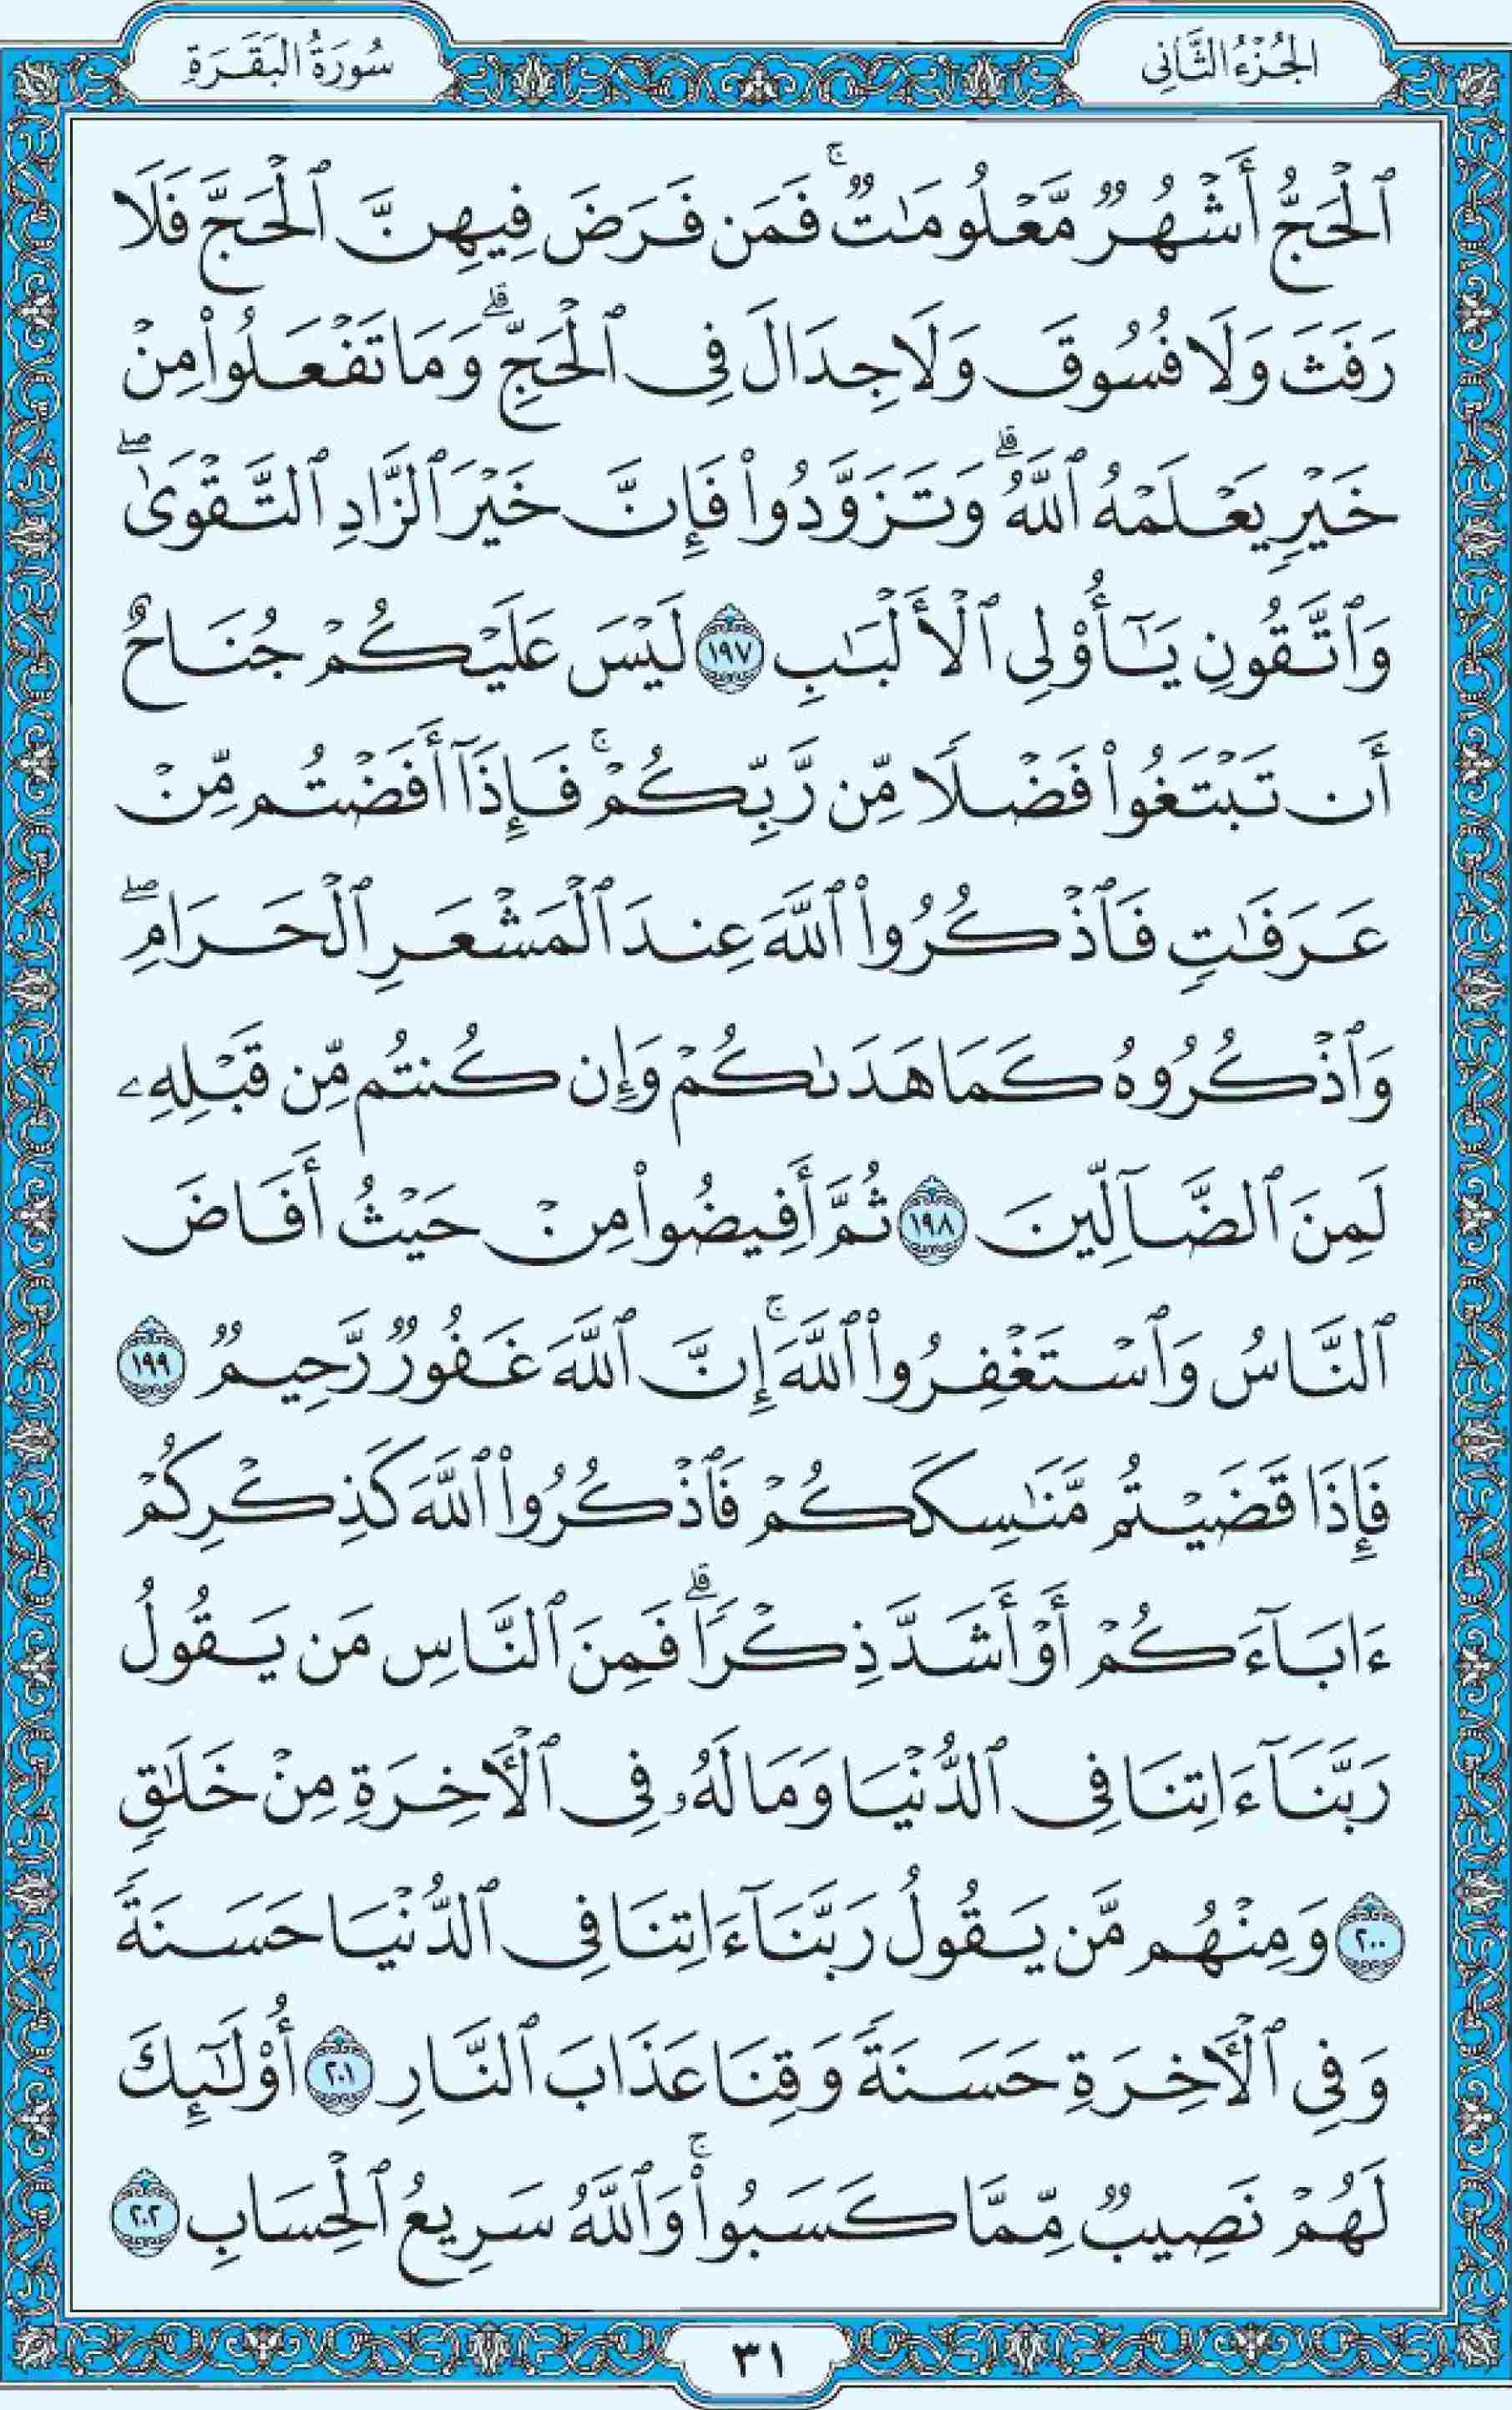 الجُزْءُ الثَّانِي
سُورَةُ البَقَرَةِ
ٱلۡحَجُّ أَشۡهُرٞ مَّعۡلُومَٰتٞۚ فَمَن فَرَضَ فِيهِنَّ ٱلۡحَجَّ فَلَا
رَفَثَ وَلَا فُسُوقَ وَلَا جِدَالَ فِي ٱلۡحَجِّۗ وَمَا تَفۡعَلُواْ مِنۡ
خَيۡرٖ يَعۡلَمۡهُ ٱللَّهُۗ وَتَزَوَّدُواْ فَإِنَّ خَيۡرَ ٱلزَّادِ ٱلتَّقۡوَىٰۖ
وَٱتَّقُونِ يَٰٓأُوْلِي ٱلۡأَلۡبَٰبِ ١٩٧ لَيۡسَ عَلَيۡكُمۡ جُنَاحٌ
أَن تَبۡتَغُواْ فَضۡلٗا مِّن رَّبِّكُمۡۚ فَإِذَآ أَفَضۡتُم مِّنۡ
عَرَفَٰتٖ فَٱذۡكُرُواْ ٱللَّهَ عِندَ ٱلۡمَشۡعَرِ ٱلۡحَرَامِۖ
وَٱذۡكُرُوهُ كَمَا هَدَىٰكُمۡ وَإِن كُنتُم مِّن قَبۡلِهِۦ
لَمِنَ ٱلضَّآلِّينَ ١٩٨ ثُمَّ أَفِيضُواْ مِنۡ حَيۡثُ أَفَاضَ
ٱلنَّاسُ وَٱسۡتَغۡفِرُواْ ٱللَّهَۚ إِنَّ ٱللَّهَ غَفُورٞ رَّحِيمٞ ١٩٩
فَإِذَا قَضَيۡتُم مَّنَٰسِكَكُمۡ فَٱذۡكُرُواْ ٱللَّهَ كَذِكۡرِكُمۡ
ءَابَآءَكُمۡ أَوۡ أَشَدَّ ذِكۡرٗاۗ فَمِنَ ٱلنَّاسِ مَن يَقُولُ
رَبَّنَآ ءَاتِنَا فِي ٱلدُّنۡيَا وَمَا لَهُۥ فِي ٱلۡأٓخِرَةِ مِنۡ خَلَٰقٖ
٢٠٠ وَمِنۡهُم مَّن يَقُولُ رَبَّنَآ ءَاتِنَا فِي ٱلدُّنۡيَا حَسَنَةٗ
وَفِي ٱلۡأٓخِرَةِ حَسَنَةٗ وَقِنَا عَذَابَ ٱلنَّارِ ٢٠١ أُوْلَٰٓئِكَ
لَهُمۡ نَصِيبٞ مِّمَّا كَسَبُواْۚ وَٱللَّهُ سَرِيعُ ٱلۡحِسَابِ ٢٠٢
٣١